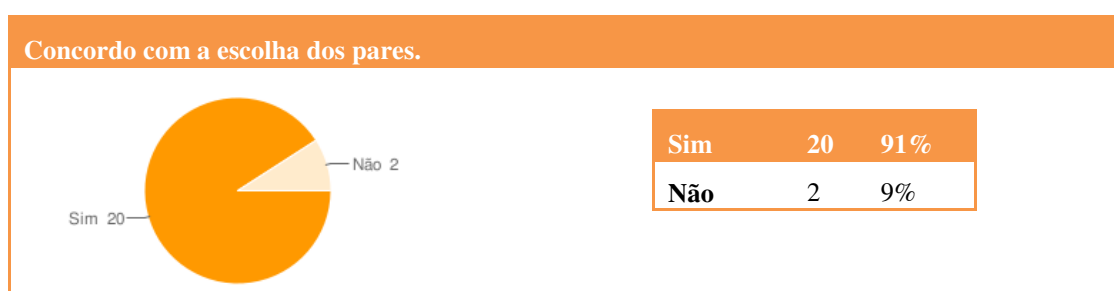 Concordo com a escolha dos pares.
Não 2
Sim 20
Sim 20 91%
Não 2 9%